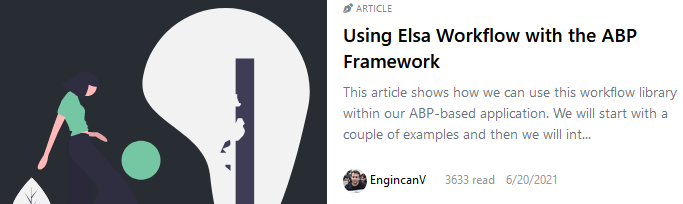 ARTICLE
Using Elsa Workflow with the ABP
Framework
This article shows how we can use this workflow library
within our ABP-based application. We will start with a
couple of examples and then we will int...
EngincanV 3633 read 6/20/2021